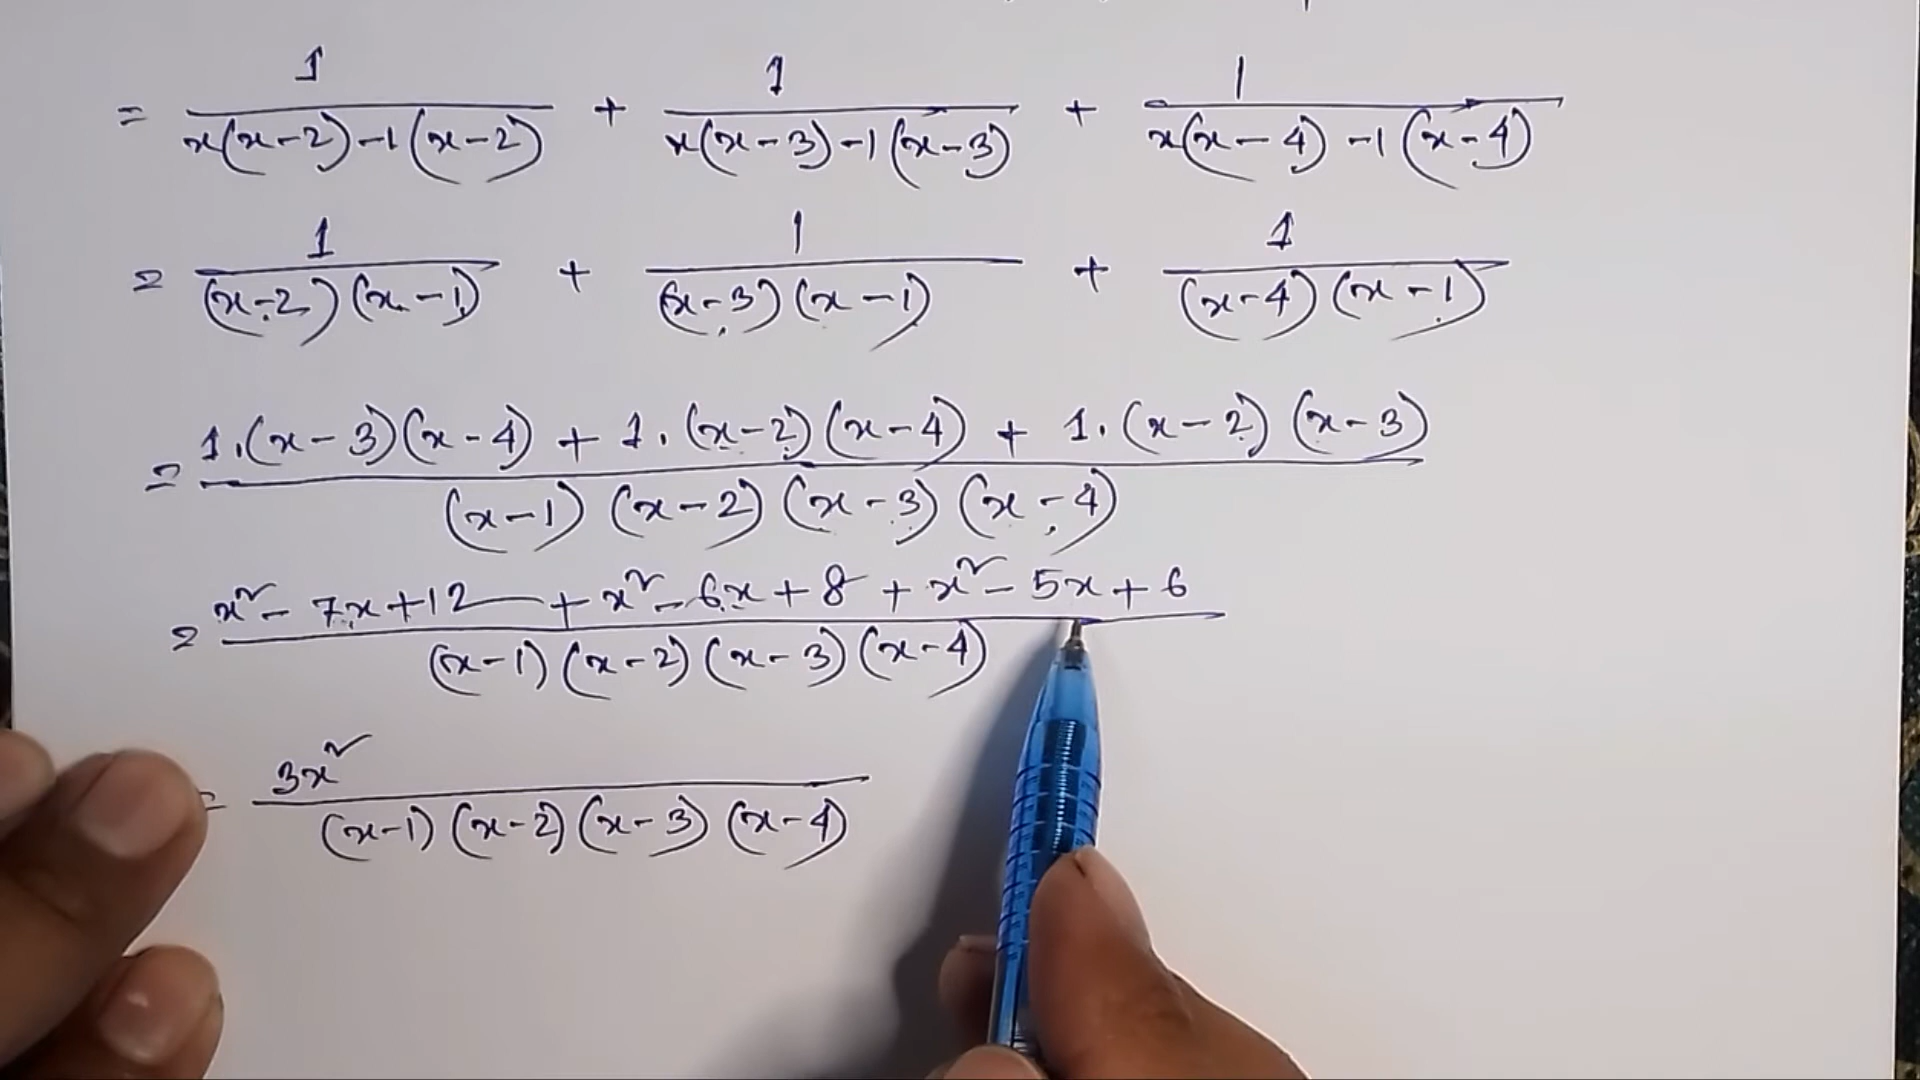 = 1/(x(x-2)-1(x-2)) + 1/(x(x-3)-1(x-3)) + 1/(x(x-4)-1(x-4))
= 1/((x-2)(x-1)) + 1/((x-3)(x-1)) + 1/((x-4)(x-1))
= (1.(x-3)(x-4) + 1.(x-2)(x-4) + 1.(x-2)(x-3))/((x-1)(x-2)(x-3)(x-4))
= (x²-7x+12+x²-6x+8+x²-5x+6)/((x-1)(x-2)(x-3)(x-4))
= 3x²/((x-1)(x-2)(x-3)(x-4))